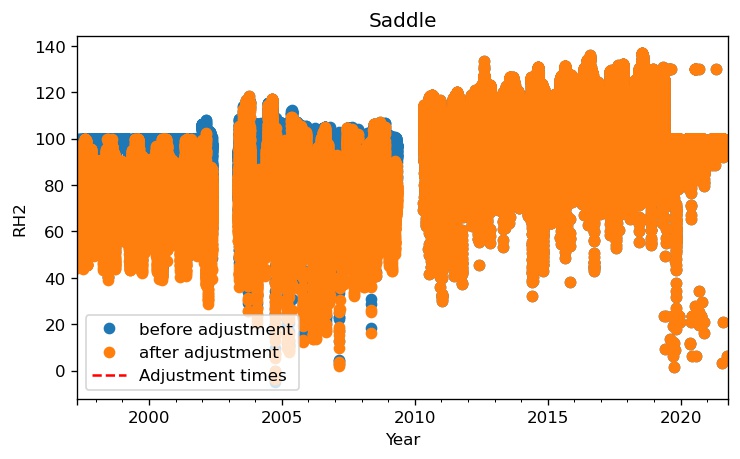 Saddle
RH2
140
120
100
80
60
40
20
0
before adjustment
after adjustment
Adjustment times
2000 2005 2010 2015 2020
Year